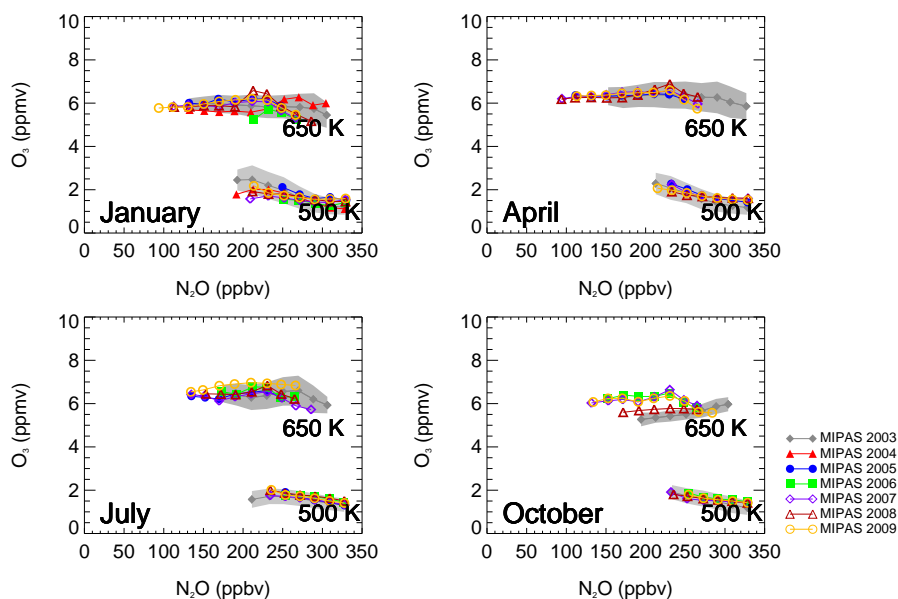 10
8
6
4
2
0
O₃ (ppmv)
650 K
500 K
January
0 50 100 150 200 250 300 350
N₂O (ppbv)
10
8
6
4
2
0
O₃ (ppmv)
650 K
500 K
April
0 50 100 150 200 250 300 350
N₂O (ppbv)
10
8
6
4
2
0
O₃ (ppmv)
650 K
500 K
July
0 50 100 150 200 250 300 350
N₂O (ppbv)
10
8
6
4
2
0
O₃ (ppmv)
650 K
500 K
October
0 50 100 150 200 250 300 350
N₂O (ppbv)
MIPAS 2003
MIPAS 2004
MIPAS 2005
MIPAS 2006
MIPAS 2007
MIPAS 2008
MIPAS 2009